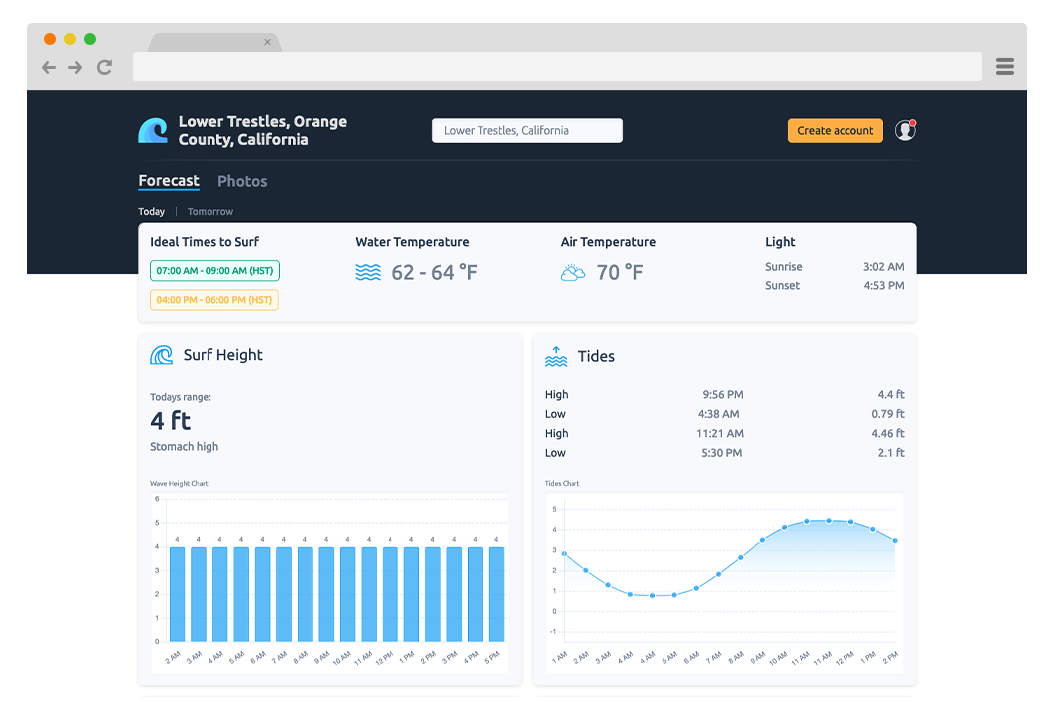 Lower Trestles, Orange
County, California
Lower Trestles, California
Create account
Forecast Photos
Today | Tomorrow
Ideal Times to Surf
07:00 AM - 09:00 AM (HST)
04:00 PM - 06:00 PM (HST)
Water Temperature
62 - 64 °F
Air Temperature
70 °F
Light
Sunrise 3:02 AM
Sunset 4:53 PM
Surf Height
Todays range:
4 ft
Stomach high
Wave Height Chart
6
5
4
3
2
1
0
4 4 4 4 4 4 4 4 4 4 4 4 4 4 4 4
2 AM 3 AM 4 AM 5 AM 6 AM 7 AM 8 AM 9 AM 10 AM 11 AM 12 PM 1 PM 2 PM 3 PM 4 PM 5 PM
Tides
High 9:56 PM 4.4 ft
Low 4:38 AM 0.79 ft
High 11:21 AM 4.46 ft
Low 5:30 PM 2.1 ft
Tides Chart
5
4
3
2
1
0
-1
1 AM 2 AM 3 AM 4 AM 4 AM 5 AM 6 AM 7 AM 8 AM 9 AM 10 AM 11 AM 11 AM 12 PM 1 PM 2 PM